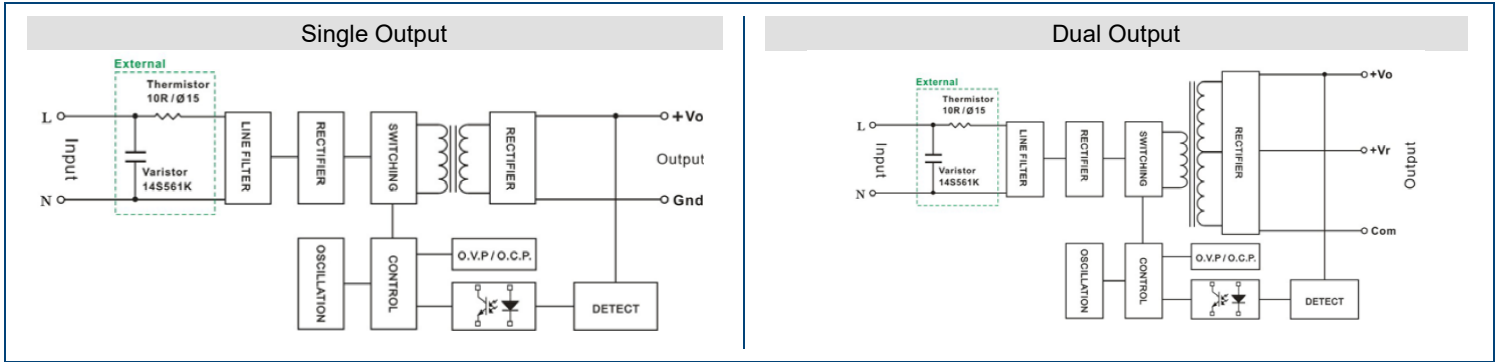 Single Output
External
Thermistor
10R/Ø15
L
Input
Varistor
14S561K
N
LINE FILTER
RECTIFIER
SWITCHING
RECTIFIER
+Vo
Output
Gnd
OSCILLATION
CONTROL
O.V.P/O.C.P.
DETECT
Dual Output
External
Thermistor
10R/Ø15
L
Input
Varistor
14S561K
N
LINE FILTER
RECTIFIER
SWITCHING
RECTIFIER
+Vo
+Vr
Output
Com
OSCILLATION
CONTROL
O.V.P/O.C.P.
DETECT